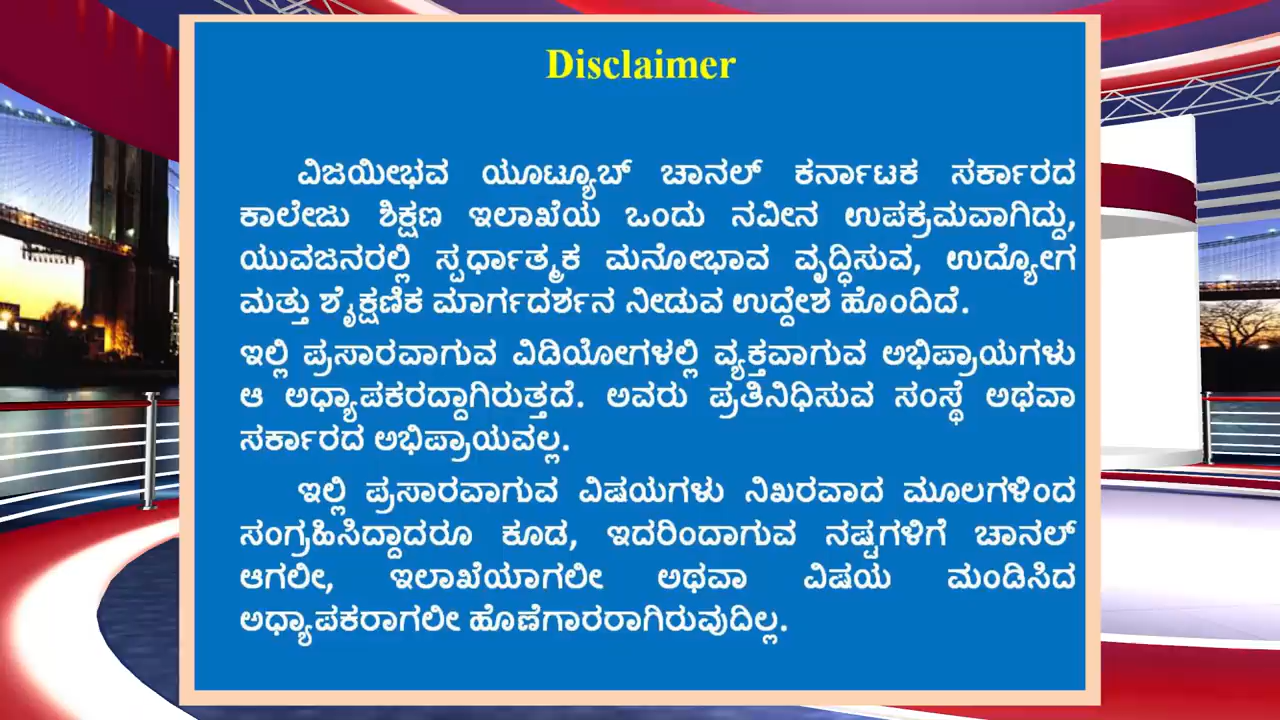 Disclaimer
ವಿಜಯೀಭವ ಯೂಟ್ಯೂಬ್ ಚಾನಲ್ ಕರ್ನಾಟಕ ಸರ್ಕಾರದ
ಕಾಲೇಜು ಶಿಕ್ಷಣ ಇಲಾಖೆಯ ಒಂದು ನವೀನ ಉಪಕ್ರಮವಾಗಿದ್ದು,
ಯುವಜನರಲ್ಲಿ ಸ್ಪರ್ಧಾತ್ಮಕ ಮನೋಭಾವ ವೃದ್ಧಿಸುವ, ಉದ್ಯೋಗ
ಮತ್ತು ಶೈಕ್ಷಣಿಕ ಮಾರ್ಗದರ್ಶನ ನೀಡುವ ಉದ್ದೇಶ ಹೊಂದಿದೆ.
ಇಲ್ಲಿ ಪ್ರಸಾರವಾಗುವ ವಿಡಿಯೋಗಳಲ್ಲಿ ವ್ಯಕ್ತವಾಗುವ ಅಭಿಪ್ರಾಯಗಳು
ಆ ಅಧ್ಯಾಪಕರದ್ದಾಗಿರುತ್ತದೆ. ಅವರು ಪ್ರತಿನಿಧಿಸುವ ಸಂಸ್ಥೆ ಅಥವಾ
ಸರ್ಕಾರದ ಅಭಿಪ್ರಾಯವಲ್ಲ.
ಇಲ್ಲಿ ಪ್ರಸಾರವಾಗುವ ವಿಷಯಗಳು ನಿಖರವಾದ ಮೂಲಗಳಿಂದ
ಸಂಗ್ರಹಿಸಿದ್ದಾದರೂ ಕೂಡ, ಇದರಿಂದಾಗುವ ನಷ್ಟಗಳಿಗೆ ಚಾನಲ್
ಆಗಲೀ, ಇಲಾಖೆಯಾಗಲೀ ಅಥವಾ ವಿಷಯ ಮಂಡಿಸಿದ
ಅಧ್ಯಾಪಕರಾಗಲೀ ಹೊಣೆಗಾರರಾಗಿರುವುದಿಲ್ಲ.